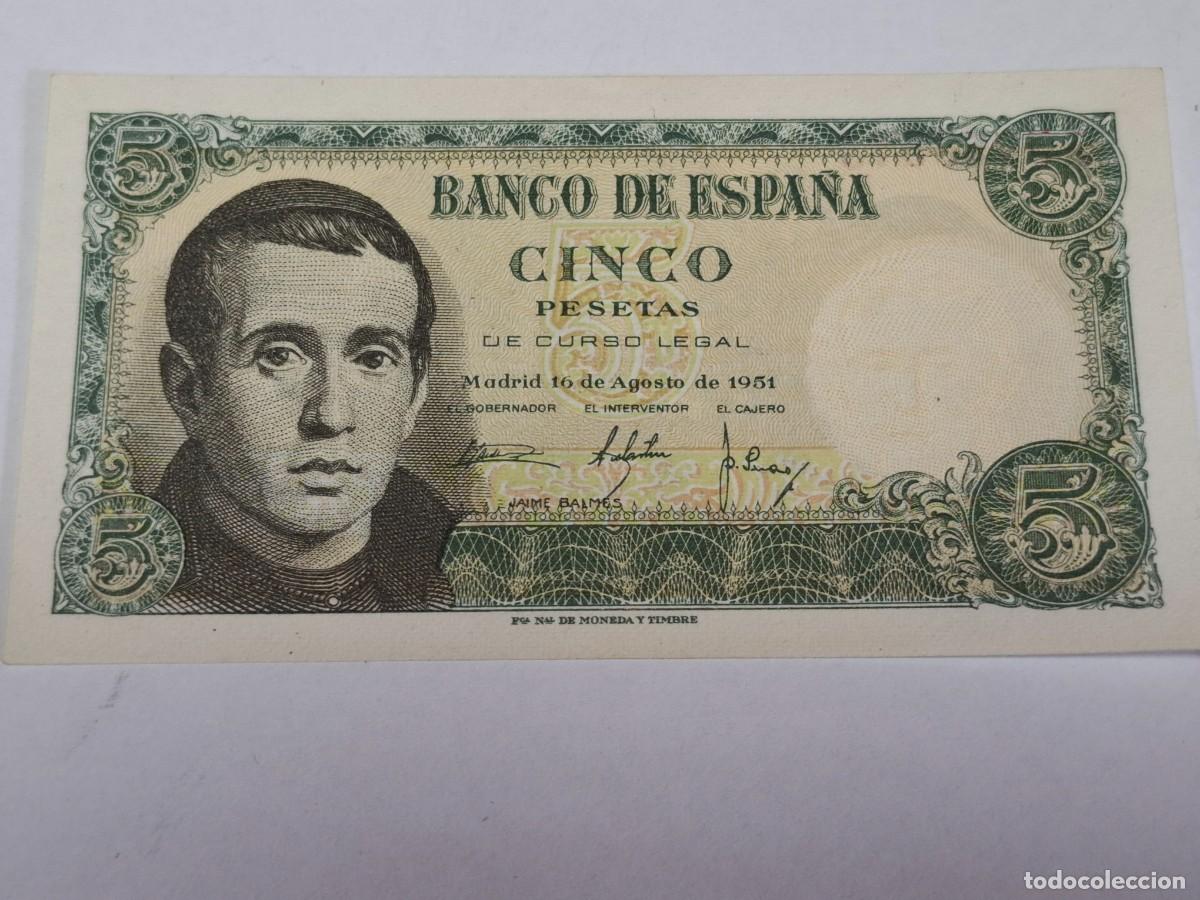 5
5
BANCO DE ESPAÑA
CINCO
PESETAS
DE CURSO LEGAL
5
Madrid 16 de Agosto de 1951
EL GOBERNADOR EL INTERVENTOR EL CAJERO
JAIME BALMES
5
5
Fca. Nal. DE MONEDA Y TIMBRE
todocoleccion